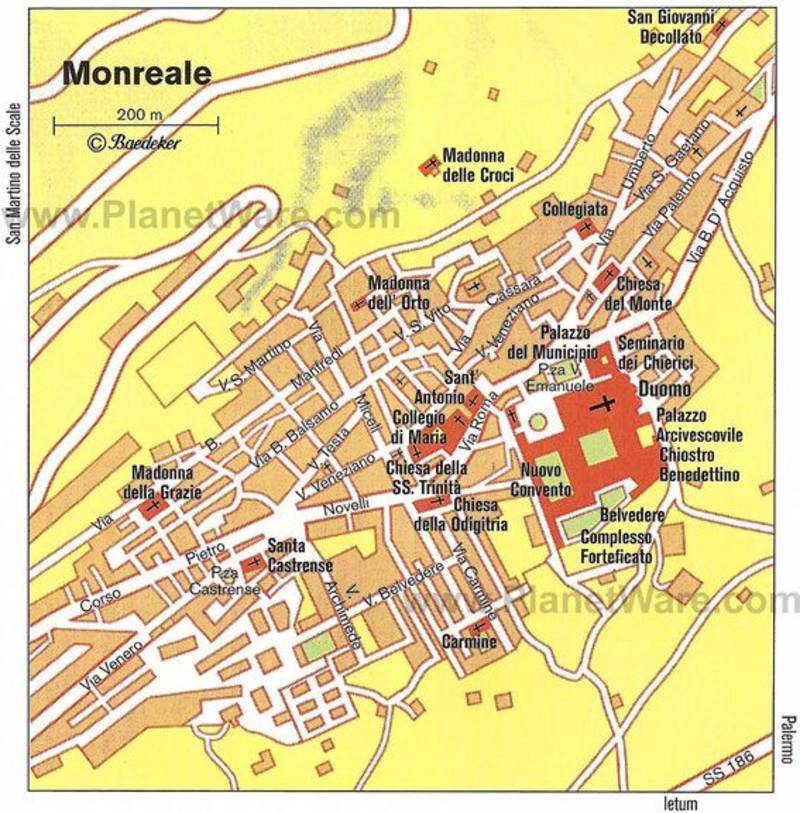 San Giovanni
Decollato
Monreale
200 m
© Baedeker
San Martino delle Scale
Madonna
delle Croci
Umberto
I
Via S. Gaetano
Via Palermo
Via B. D'Acquisto
Collegiata
Via
www.PlanetWare.com
Madonna
dell' Orto
Cassara
Chiesa
del Monte
V. S. Vito
Via
V. Veneziano
Palazzo
del Municipio
Seminario
dei Chierici
V. S. Martino
Via
Manfredi
P.za V.
Emanuele
Duomo
Sant'
Antonio
Collegio
di Maria
Via Roma
Palazzo
Arcivescovile
Chiostro
Benedettino
Miceli
B.
Via B. Balsamo
V. Testa
V. Veneziano
Chiesa della
SS. Trinità
Nuovo
Convento
Madonna
della Grazie
Via
Novelli
Chiesa
della Odigitria
Belvedere
Complesso
Forteficato
Pietro
P.za
Castrense
Santa
Castrense
Corso
Archimede
V.
V. Belvedere
Via Carmine
www.PlanetWare.com
Carmine
Via Venero
SS 186
Palermo
Ietum